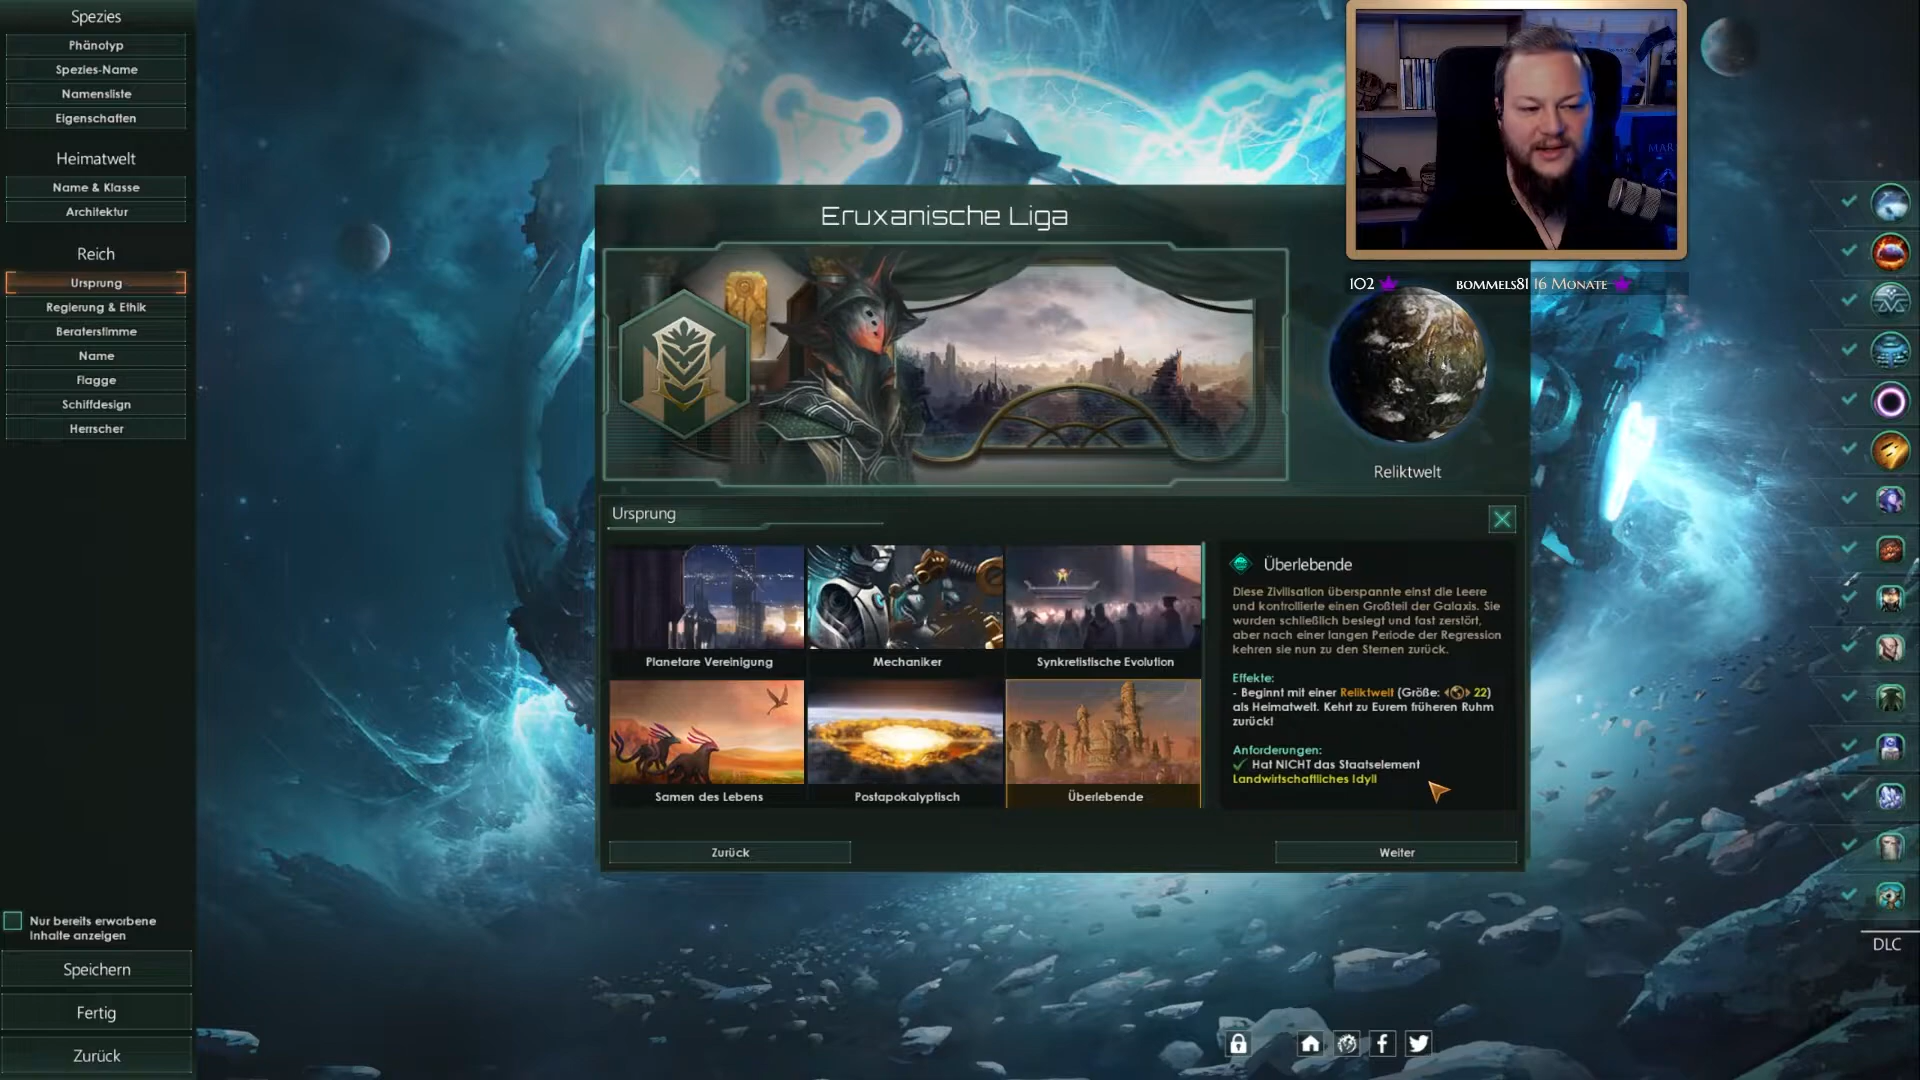 Spezies
Phänotyp
Spezies-Name
Namensliste
Eigenschaften
Heimatwelt
Name & Klasse
Architektur
Reich
Ursprung
Regierung & Ethik
Beraterstimme
Name
Flagge
Schiffdesign
Herrscher
Nur bereits erworbene
Inhalte anzeigen
Speichern
Fertig
Zurück
Eruxanische Liga
102
BOMMELS81 16 MONATE
Reliktwelt
Ursprung
Planetare Vereinigung
Mechaniker
Synkretistische Evolution
Samen des Lebens
Postapokalyptisch
Überlebende
Überlebende
Diese Zivilisation überspannte einst die Leere
und kontrollierte einen Großteil der Galaxis. Sie
wurden schließlich besiegt und fast zerstört,
aber nach einer langen Periode der Regression
kehren sie nun zu den Sternen zurück.
Effekte:
- Beginnt mit einer Reliktwelt (Größe: 22)
als Heimatwelt. Kehrt zu Eurem früheren Ruhm
zurück!
Anforderungen:
Hat NICHT das Staatselement
Landwirtschaftliches Idyll
Zurück
Weiter
DLC